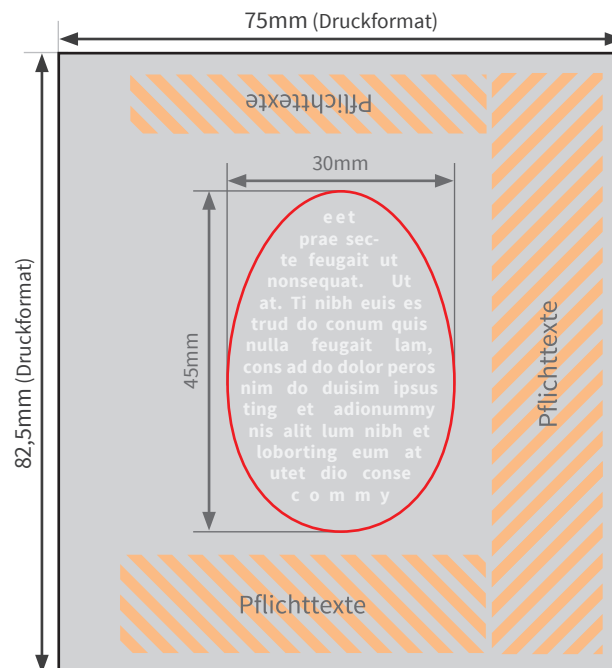 75mm (Druckformat)
Pflichttexte
30mm
eet
prae sec-
te feugait ut
nonsequat. Ut
at. Ti nibh euis es
trud do conum quis
nulla feugait lam,
cons ad do dolor peros
nim do duisim ipsus
ting et adionummy
nis alit lum nibh et
loborting eum at
utet dio conse
commy
45mm
82,5mm (Druckformat)
Pflichttexte
Pflichttexte